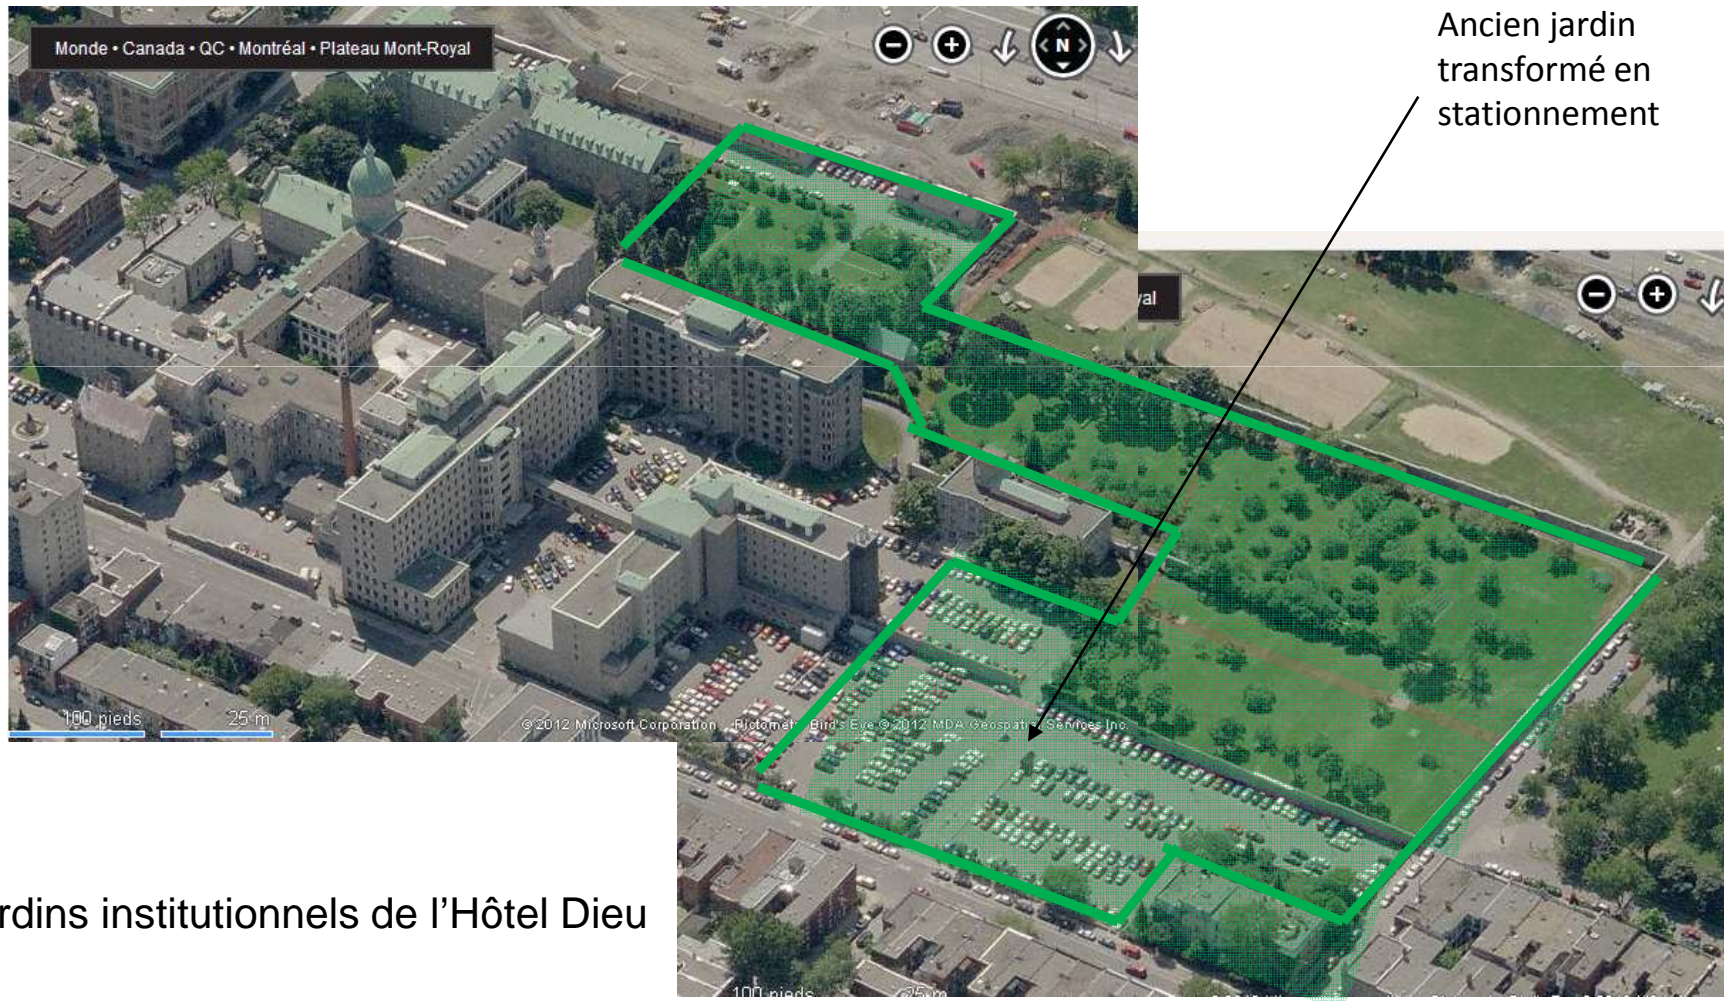 Monde • Canada • QC • Montréal • Plateau Mont-Royal
N
Ancien jardin
transformé en
stationnement
100 pieds 25 m
© 2012 Microsoft Corporation Pictometry Bird's Eye © 2012 MDA Geospatial Services Inc.
rdins institutionnels de l'Hôtel Dieu
100 pieds 25 m